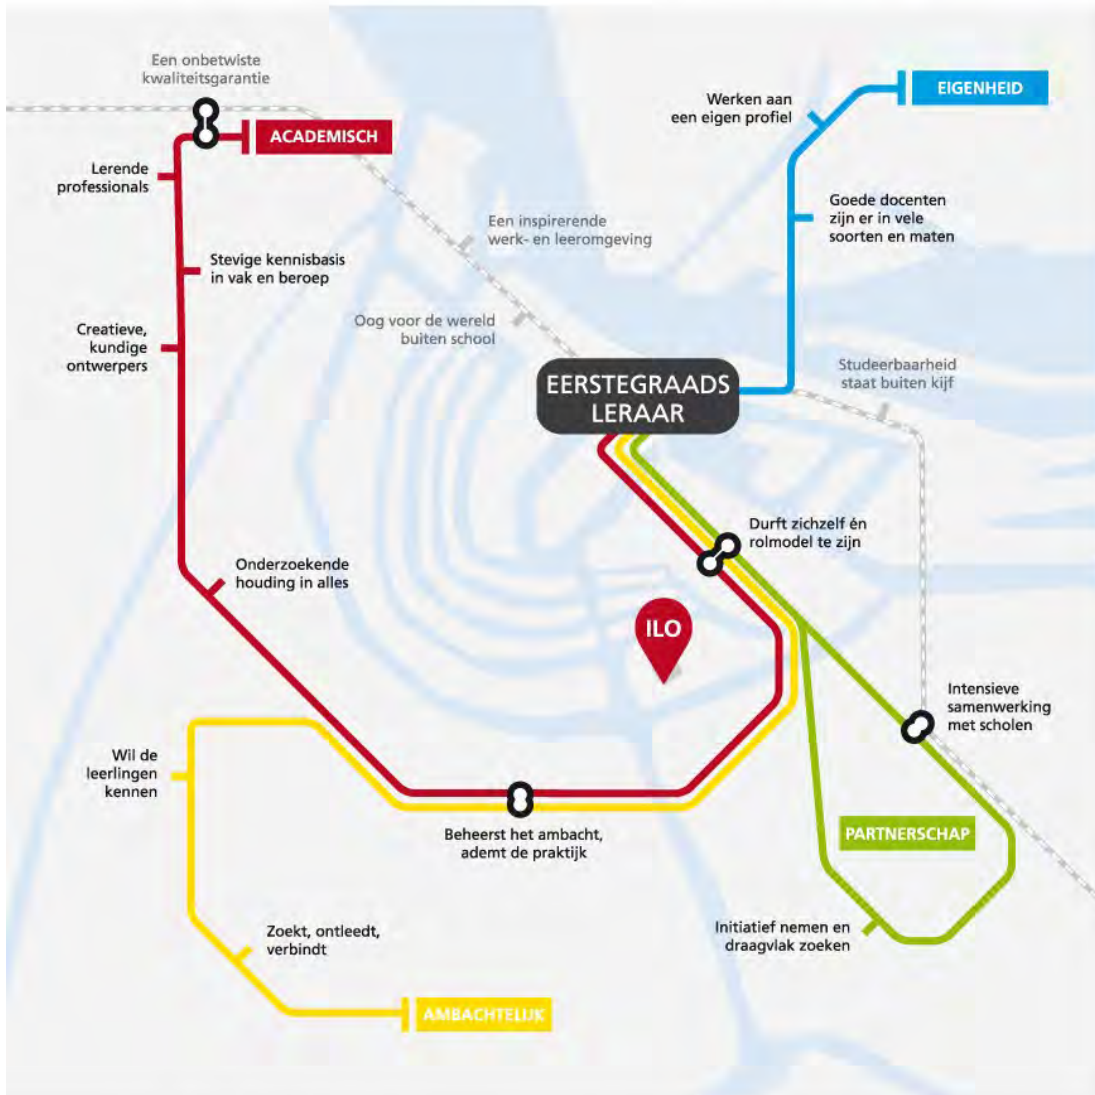 Een onbetwiste
kwaliteitsgarantie
ACADEMISCH
Lerende
professionals
Stevige kennisbasis
in vak en beroep
Creatieve,
kundige
ontwerpers
Onderzoekende
houding in alles
Een inspirerende
werk- en leeromgeving
Oog voor de wereld
buiten school
EIGENHEID
Werken aan
een eigen profiel
Goede docenten
zijn er in vele
soorten en maten
Studeerbaarheid
staat buiten kijf
EERSTEGRAADS
LERAAR
Durft zichzelf én
rolmodel te zijn
ILO
Intensieve
samenwerking
met scholen
PARTNERSCHAP
Initiatief nemen en
draagvlak zoeken
Beheerst het ambacht,
ademt de praktijk
Wil de
leerlingen
kennen
Zoekt, ontleedt,
verbindt
AMBACHTELIJK